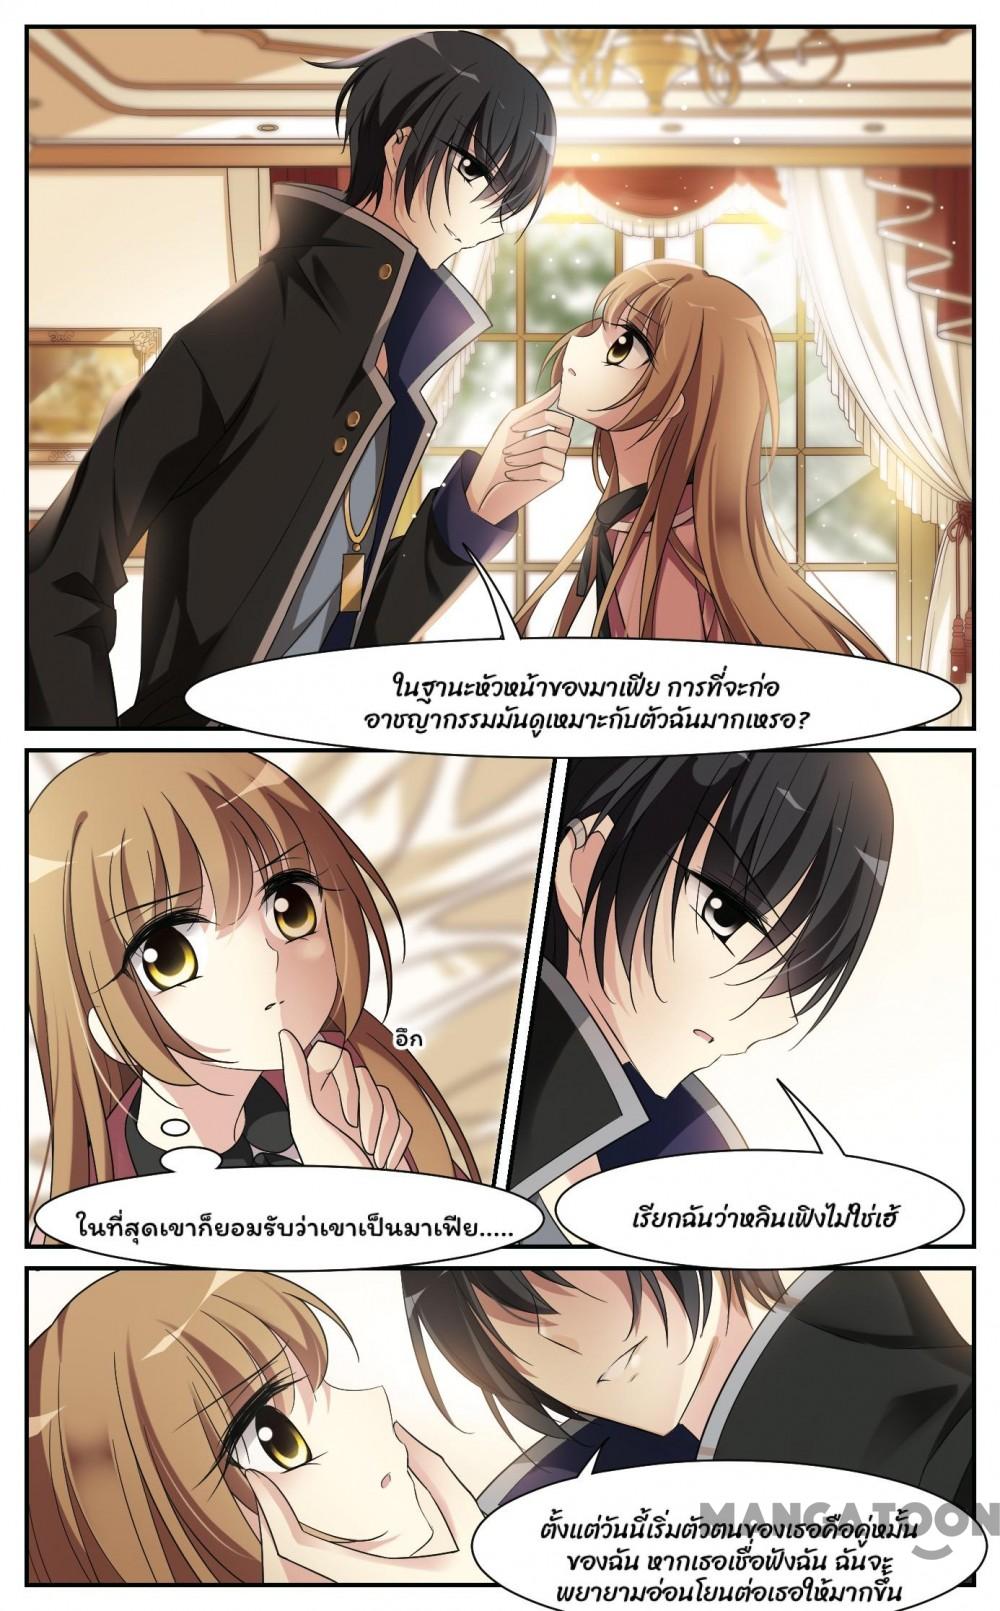 ในฐานะหัวหน้าของมาเฟีย การที่จะก่อ
อาชญากรรมมันดูเหมาะกับตัวฉันมากเหรอ?
อึก
ในที่สุดเขาก็ยอมรับว่าเขาเป็นมาเฟีย.....
เรียกฉันว่าหลินเฟิงไม่ใช่เฮ้
ตั้งแต่วันนี้เริ่มตัวตนของเธอคือคู่หมั้น
ของฉัน หากเธอเชื่อฟังฉัน ฉันจะ
พยายามอ่อนโยนต่อเธอให้มากขึ้น
MANGATOON